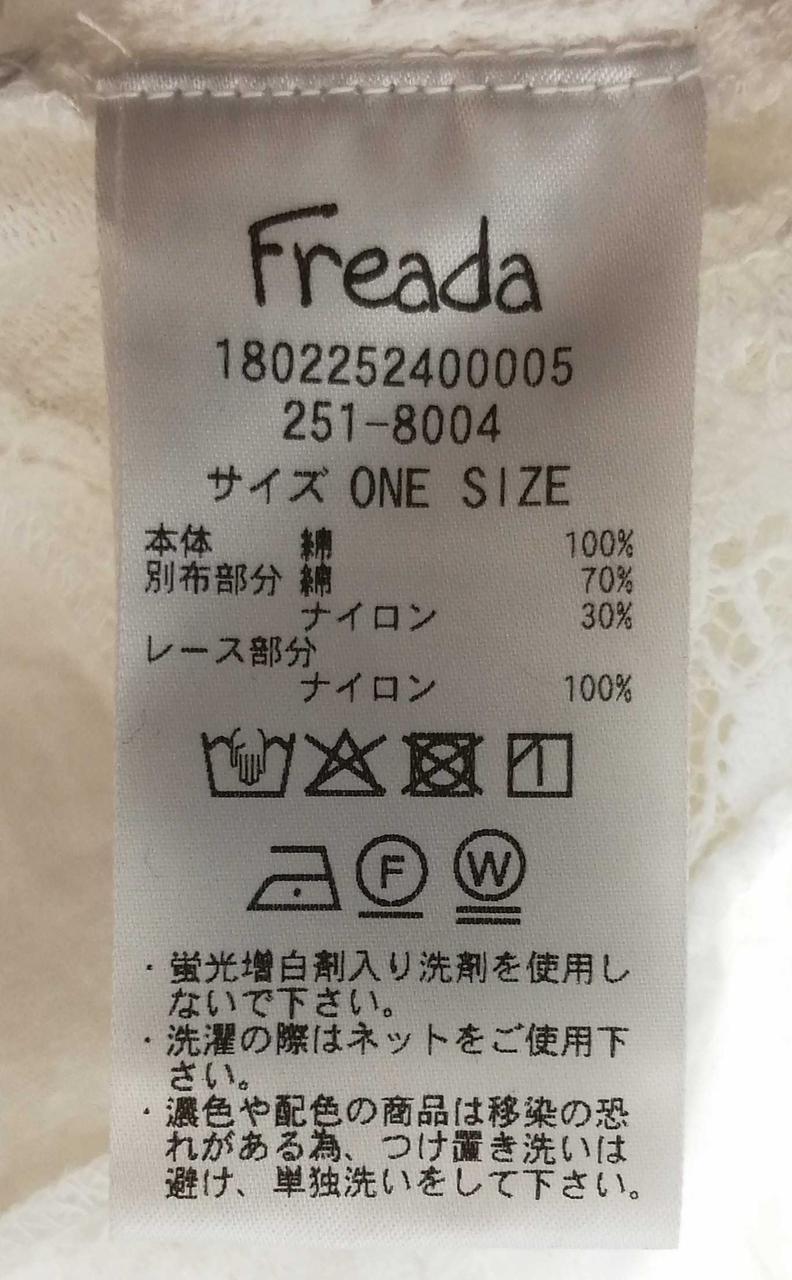 Freada
1802252400005
251-8004
サイズ ONE SIZE
本体 綿 100%
別布部分 綿 70%
ナイロン 30%
レース部分
ナイロン 100%
F W
・蛍光増白剤入り洗剤を使用し
ないで下さい。
・洗濯の際はネットをご使用下
さい。
・濃色や配色の商品は移染の恐
れがある為、つけ置き洗いは
避け、単独洗いをして下さい。